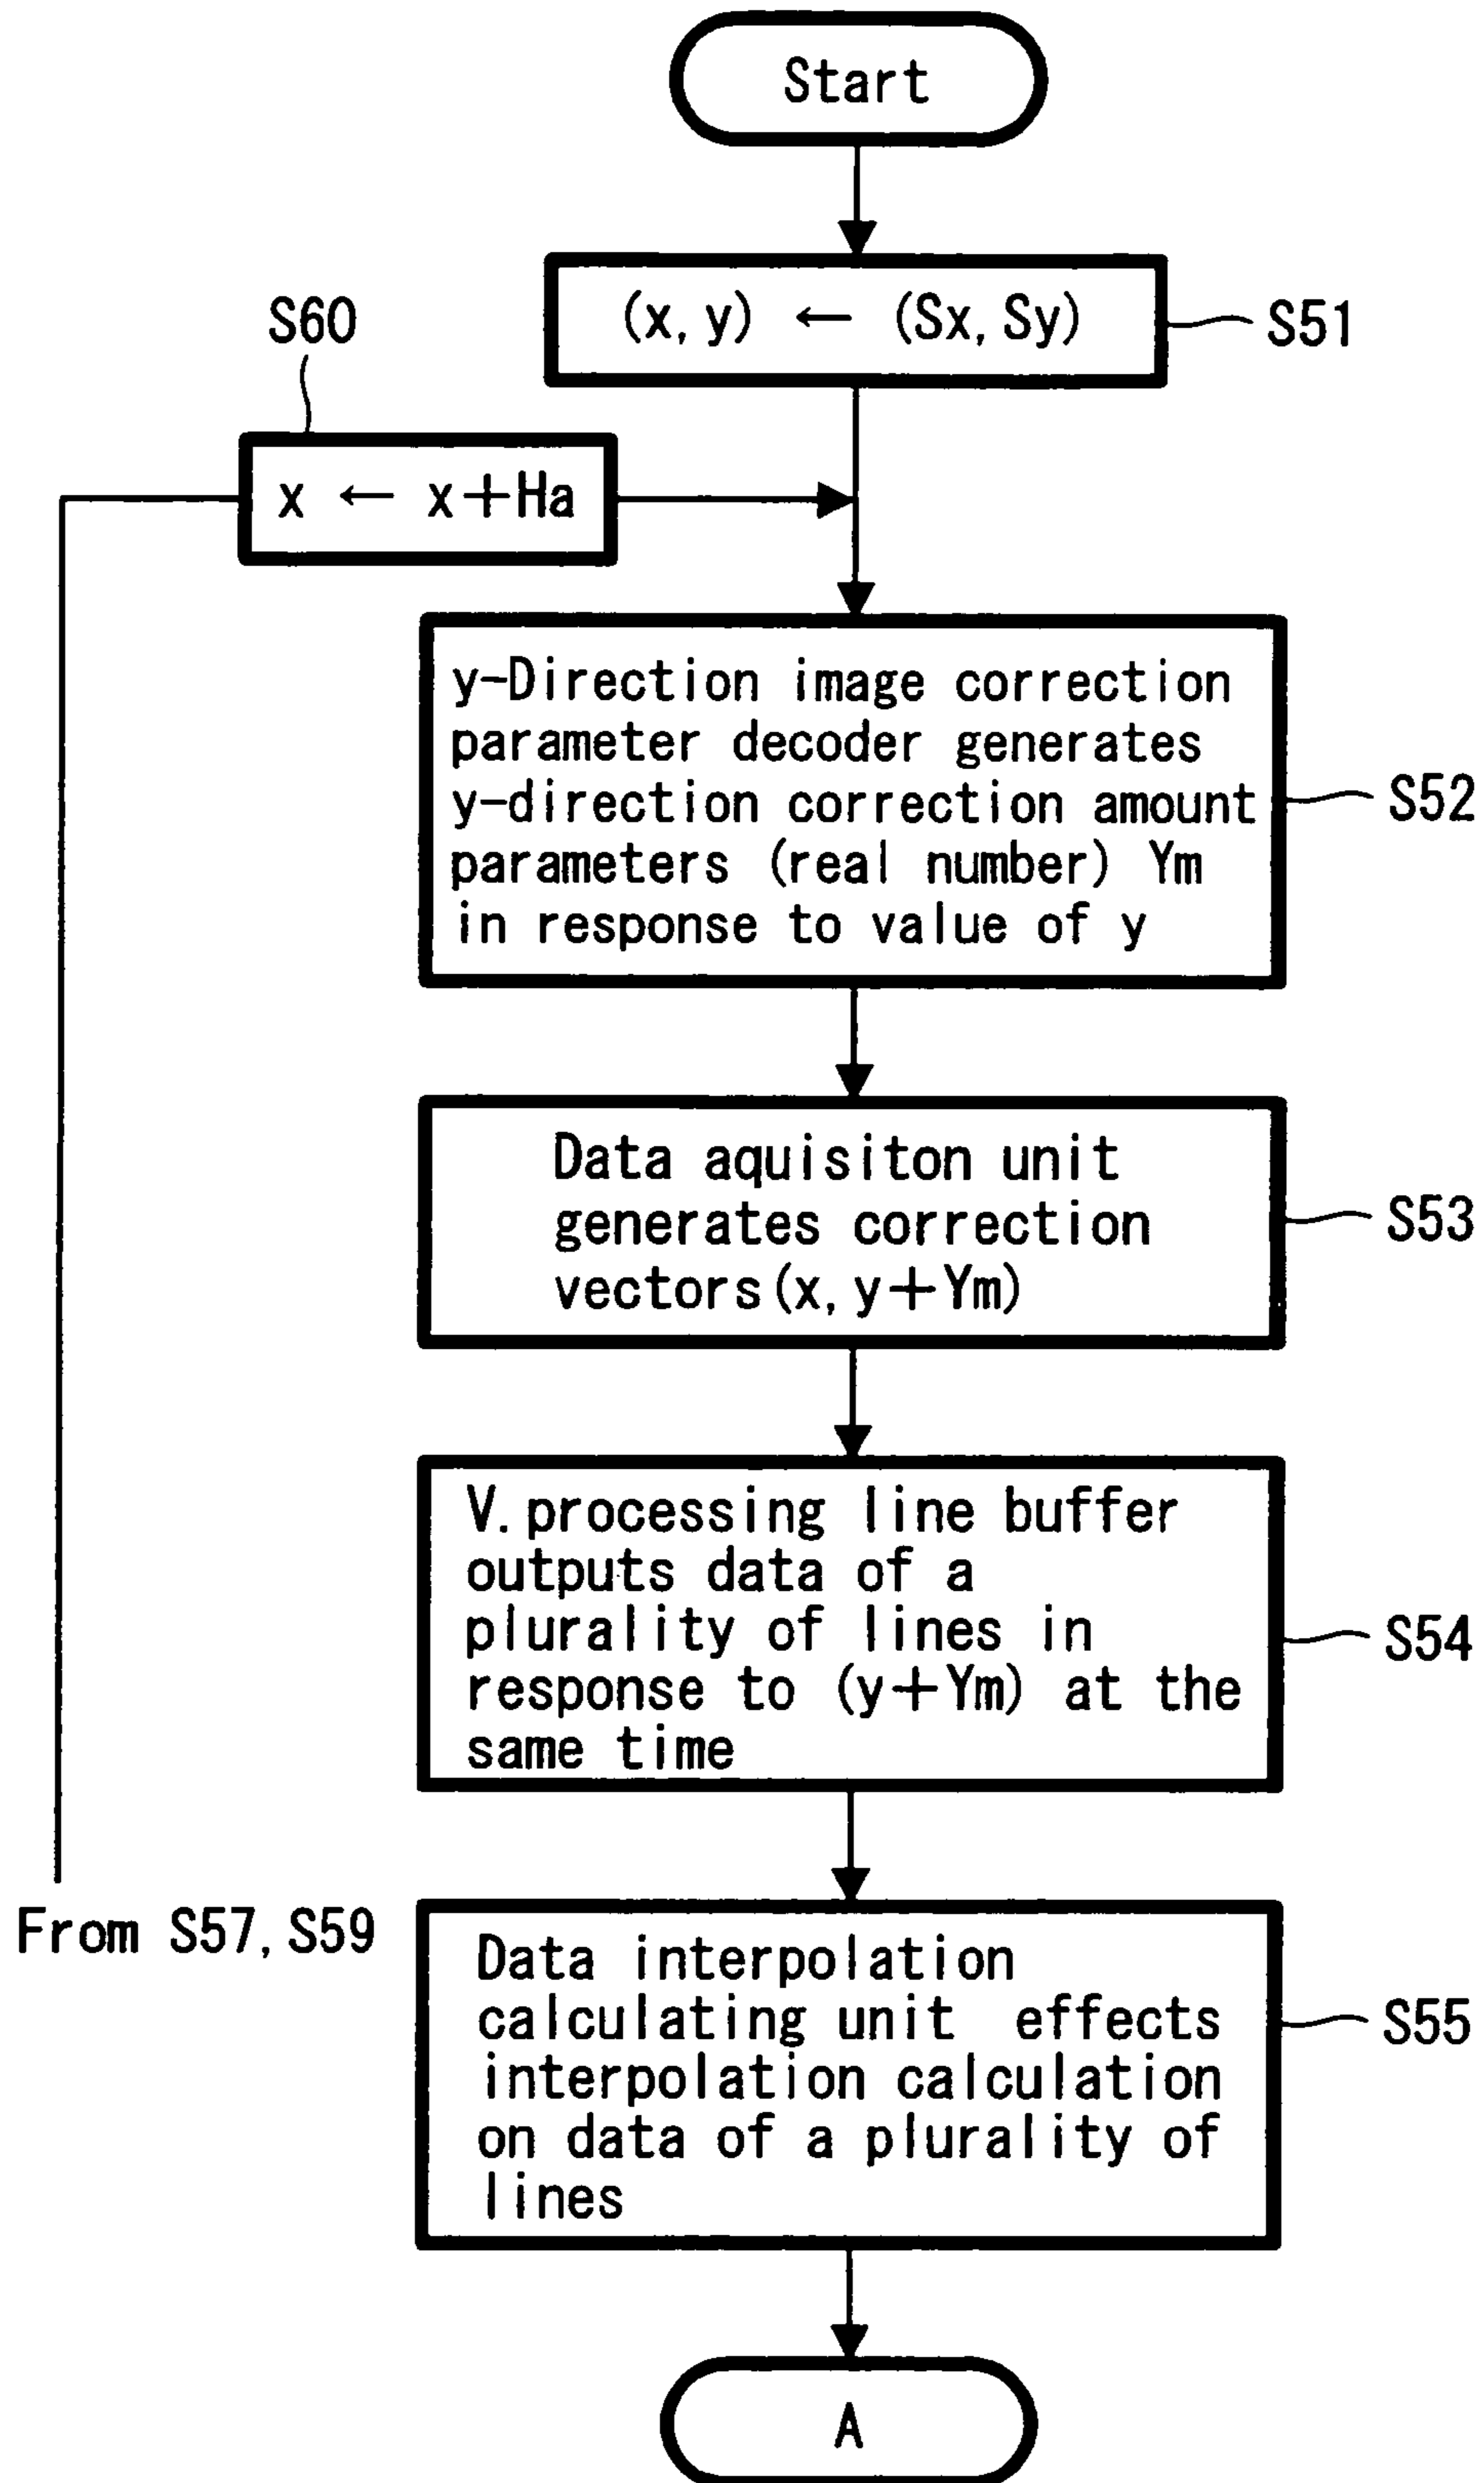 Start
(x, y) ← (Sx, Sy)
S51
S60
x ← x+Ha
y-Direction image correction
parameter decoder generates
y-direction correction amount
parameters (real number) Ym
in response to value of y
S52
Data aquisiton unit
generates correction
vectors(x, y+Ym)
S53
V.processing line buffer
outputs data of a
plurality of lines in
response to (y+Ym) at the
same time
S54
From S57, S59
Data interpolation
calculating unit effects
interpolation calculation
on data of a plurality of
lines
S55
A